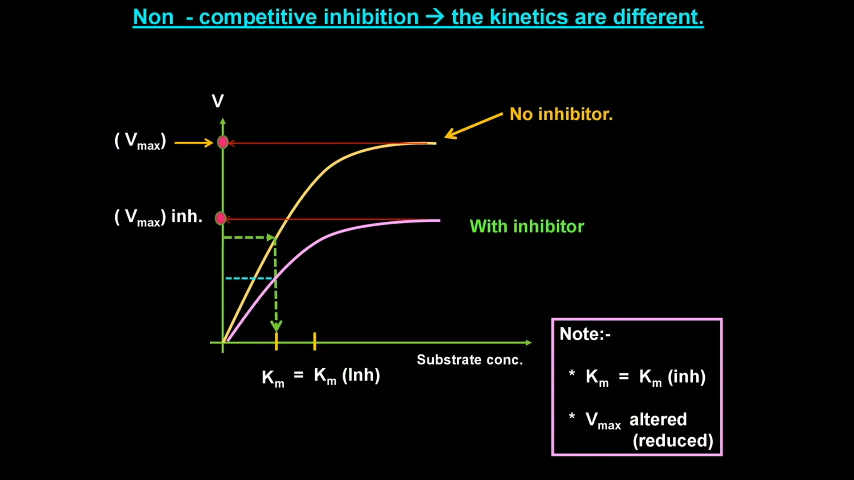 Non - competitive inhibition → the kinetics are different.
V
No inhibitor.
( Vmax)
( Vmax) inh.
With inhibitor
Substrate conc.
Km = Km (Inh)
Note:-
* Km = Km (inh)
* Vmax altered
(reduced)